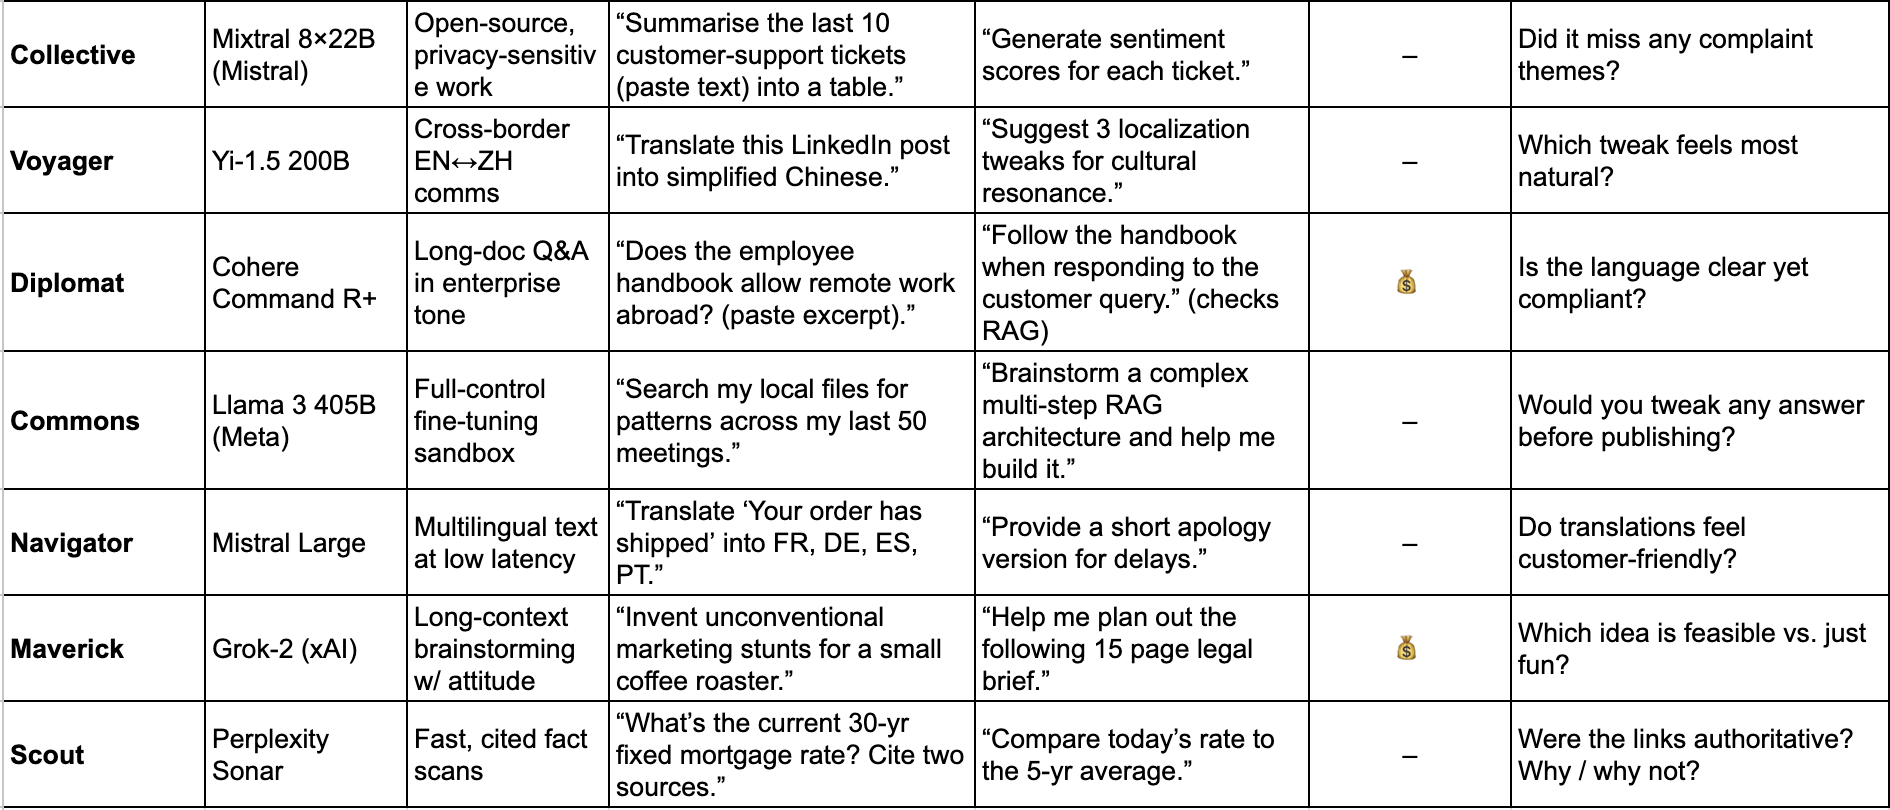 Collective
Mixtral 8×22B
(Mistral)
Open-source,
privacy-sensitiv
e work
“Summarise the last 10
customer-support tickets
(paste text) into a table.”
“Generate sentiment
scores for each ticket.”
–
Did it miss any complaint
themes?
Voyager
Yi-1.5 200B
Cross-border
EN↔ZH
comms
“Translate this LinkedIn post
into simplified Chinese.”
“Suggest 3 localization
tweaks for cultural
resonance.”
–
Which tweak feels most
natural?
Diplomat
Cohere
Command R+
Long-doc Q&A
in enterprise
tone
“Does the employee
handbook allow remote work
abroad? (paste excerpt).”
“Follow the handbook
when responding to the
customer query.” (checks
RAG)
💰
Is the language clear yet
compliant?
Commons
Llama 3 405B
(Meta)
Full-control
fine-tuning
sandbox
“Search my local files for
patterns across my last 50
meetings.”
“Brainstorm a complex
multi-step RAG
architecture and help me
build it.”
–
Would you tweak any answer
before publishing?
Navigator
Mistral Large
Multilingual text
at low latency
“Translate ‘Your order has
shipped’ into FR, DE, ES,
PT.”
“Provide a short apology
version for delays.”
–
Do translations feel
customer-friendly?
Maverick
Grok-2 (xAI)
Long-context
brainstorming
w/ attitude
“Invent unconventional
marketing stunts for a small
coffee roaster.”
“Help me plan out the
following 15 page legal
brief.”
💰
Which idea is feasible vs. just
fun?
Scout
Perplexity
Sonar
Fast, cited fact
scans
“What’s the current 30-yr
fixed mortgage rate? Cite two
sources.”
“Compare today’s rate to
the 5-yr average.”
–
Were the links authoritative?
Why / why not?